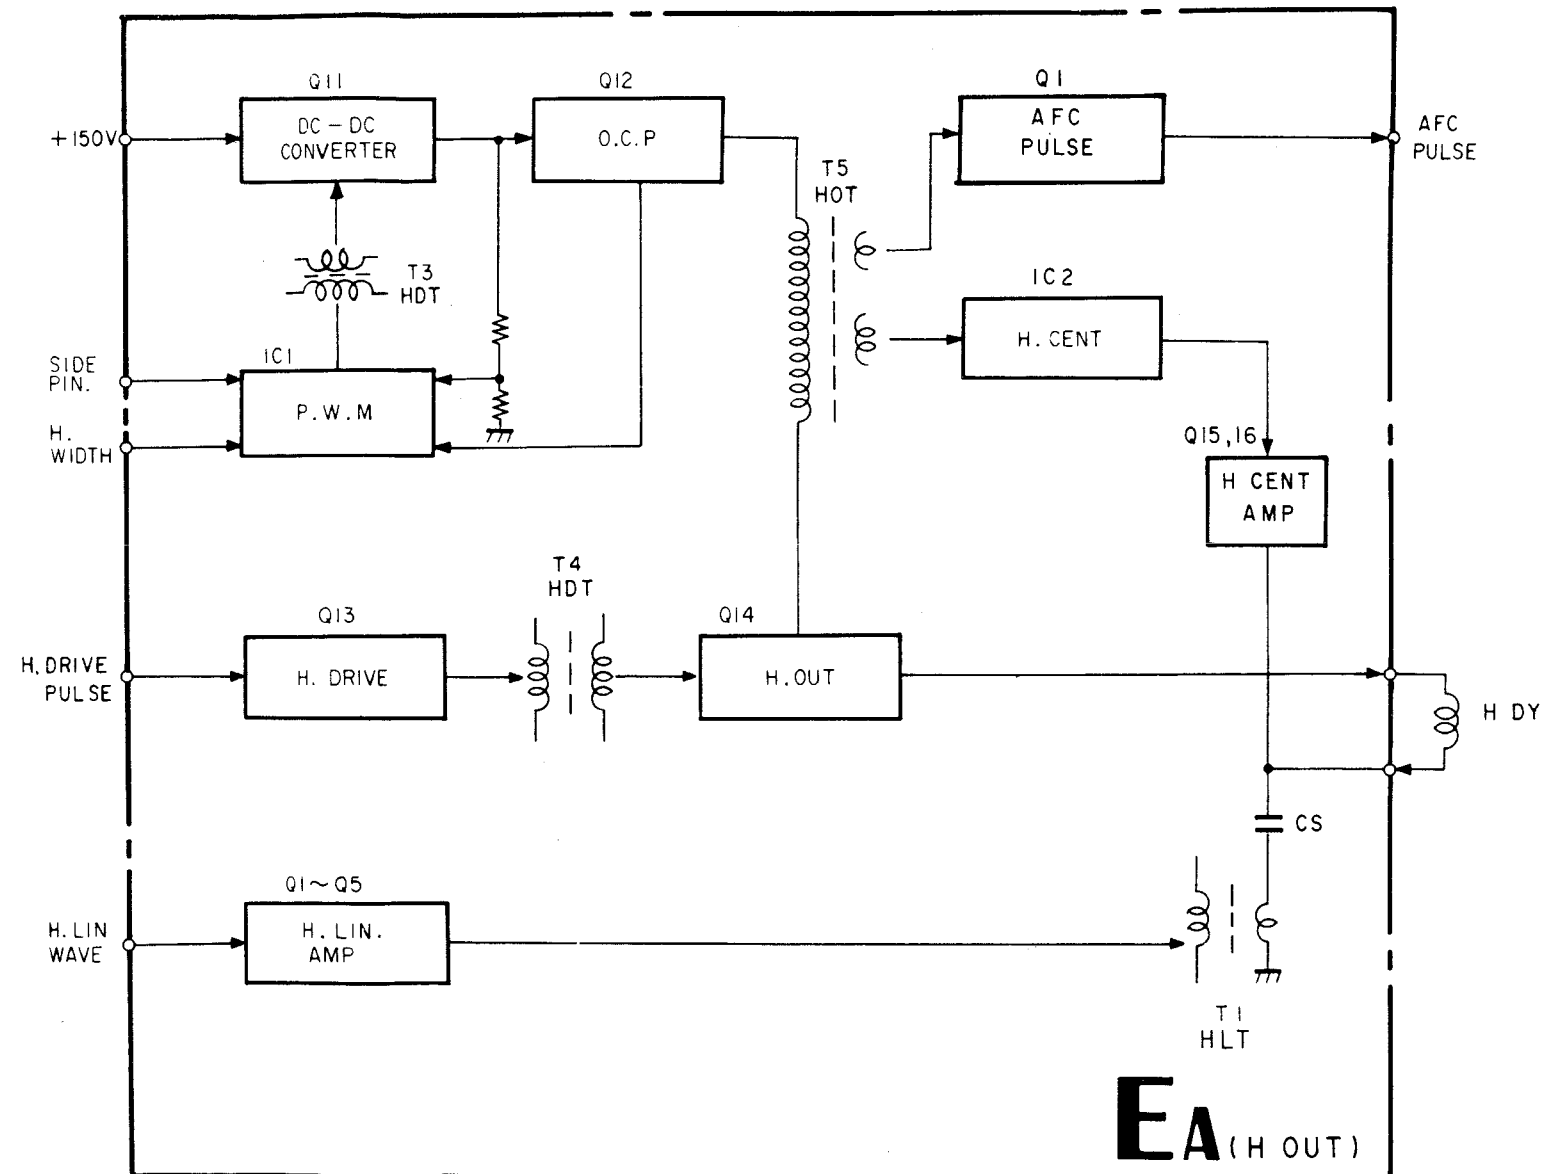 Q11
Q12
Q1
+150V
DC-DC
CONVERTER
O.C.P
AFC
PULSE
AFC
PULSE
T5
HOT
T3
HDT
IC2
H. CENT
SIDE
PIN.
IC1
P.W.M
H.
WIDTH
Q15,16
H CENT
AMP
T4
HDT
Q13
Q14
H.DRIVE
PULSE
H. DRIVE
H.OUT
H DY
CS
Q1~Q5
H.LIN
WAVE
H. LIN.
AMP
T1
HLT
EA (H OUT)